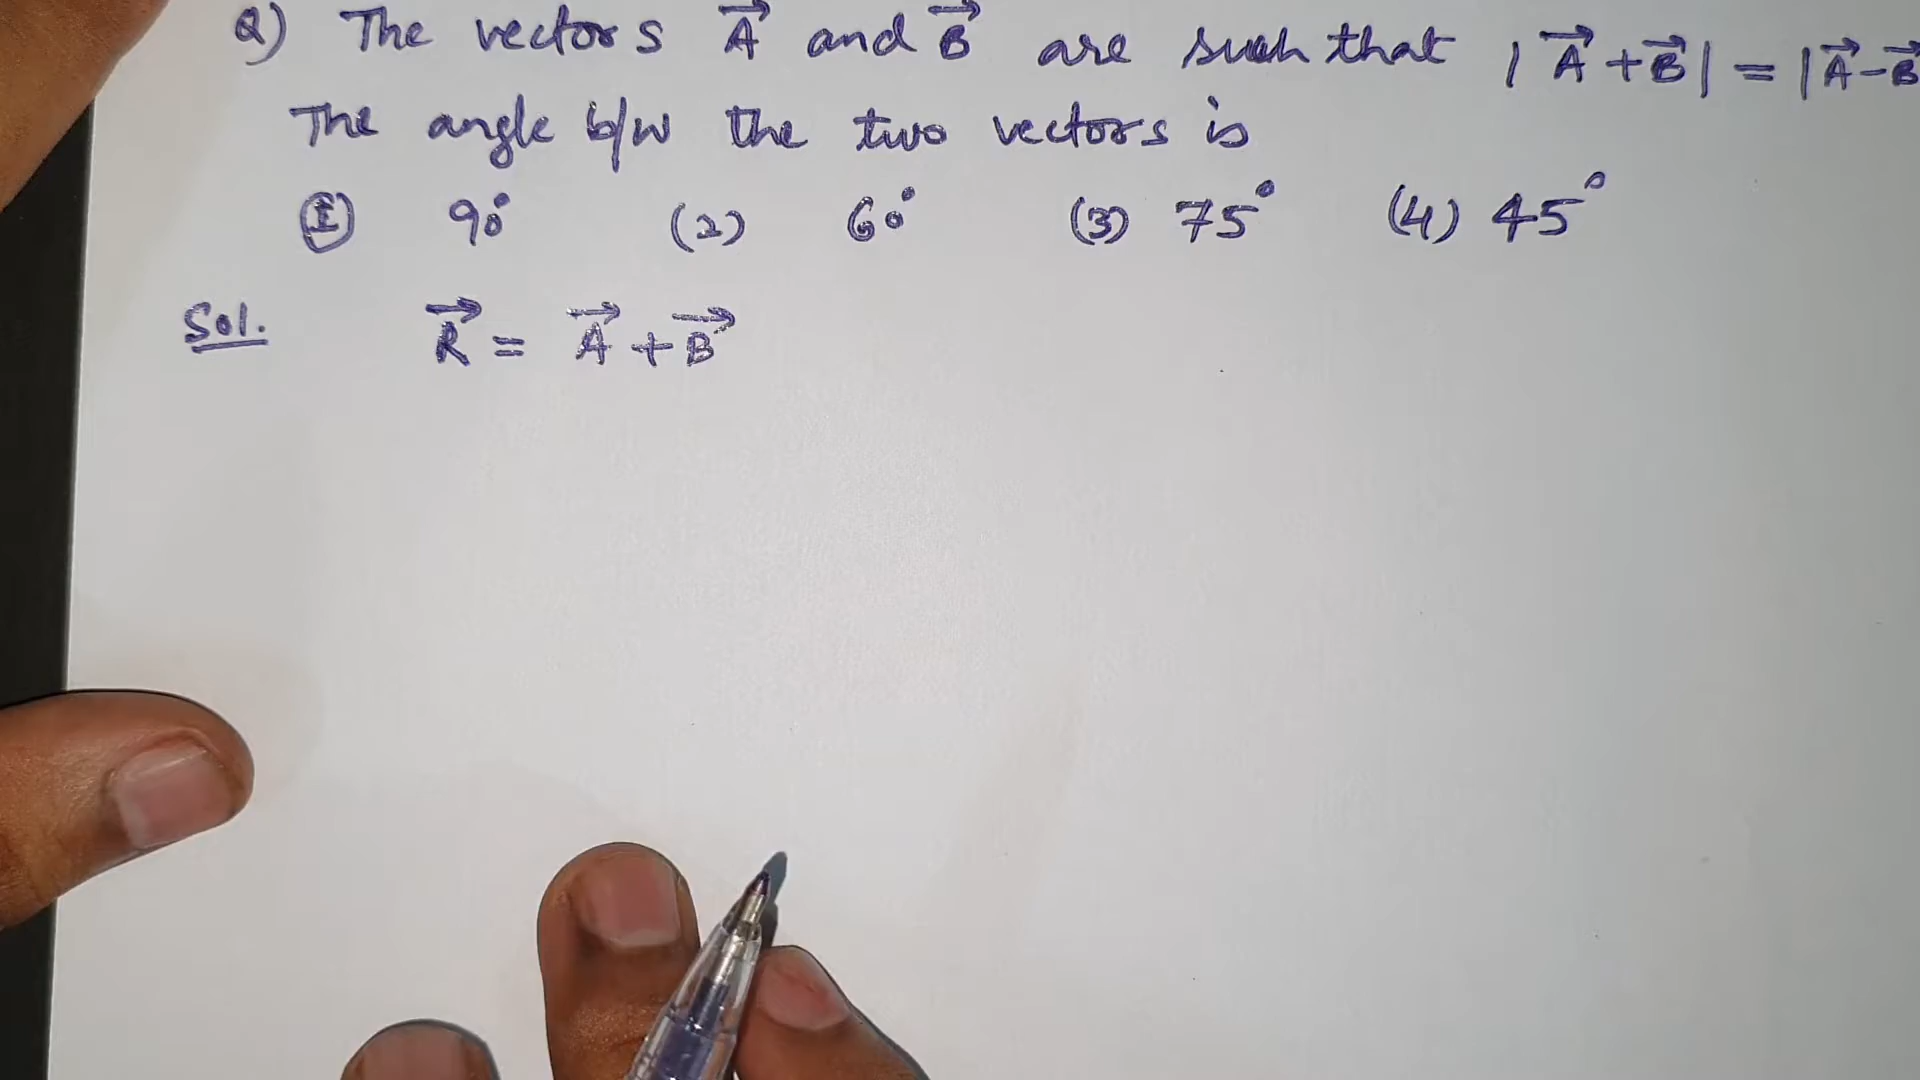 Q) The vectors A⃗ and B⃗ are such that |A⃗+B⃗| = |A⃗-B⃗
The angle b/w the two vectors is
(1) 90° (2) 60° (3) 75° (4) 45°
Sol. R⃗ = A⃗+B⃗